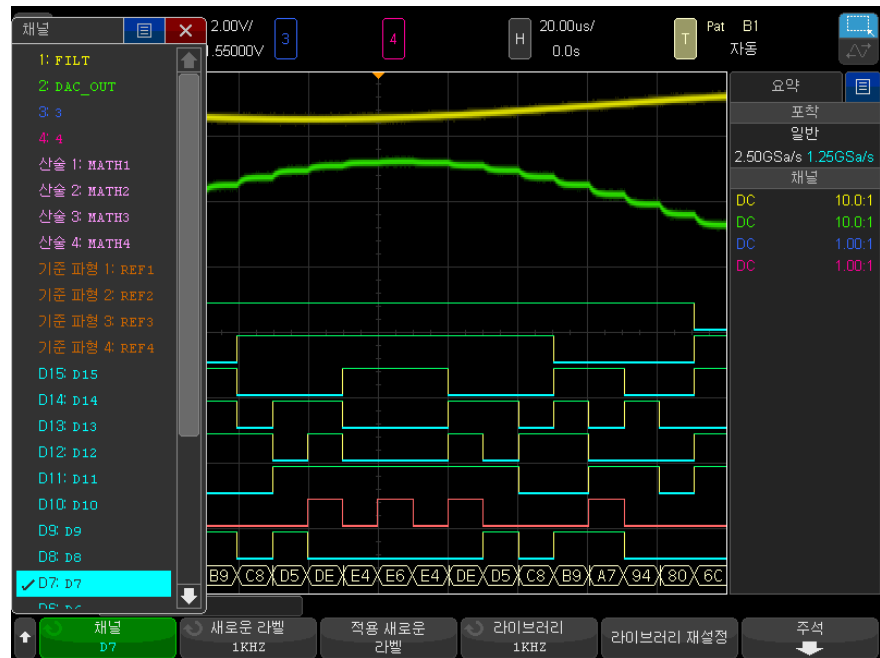 채널
2.00V/
1.55000V
3
4
H
20.00us/
0.0s
T
Pat B1
자동
1: FILT
2: DAC_OUT
3: 3
4: 4
산술 1: MATH1
산술 2: MATH2
산술 3: MATH3
산술 4: MATH4
기준 파형 1: REF1
기준 파형 2: REF2
기준 파형 3: REF3
기준 파형 4: REF4
D15: D15
D14: D14
D13: D13
D12: D12
D11: D11
D10: D10
D9: D9
D8: D8
D7: D7
D6: D6
요약
포착
일반
2.50GSa/s 1.25GSa/s
채널
DC 10.0:1
DC 10.0:1
DC 1.00:1
DC 1.00:1
B9 C8 D5 DE E4 E6 E4 DE D5 C8 B9 A7 94 80 6C
채널
D7
새로운 라벨
1KHZ
적용 새로운
라벨
라이브러리
1KHZ
라이브러리 재설정
주석